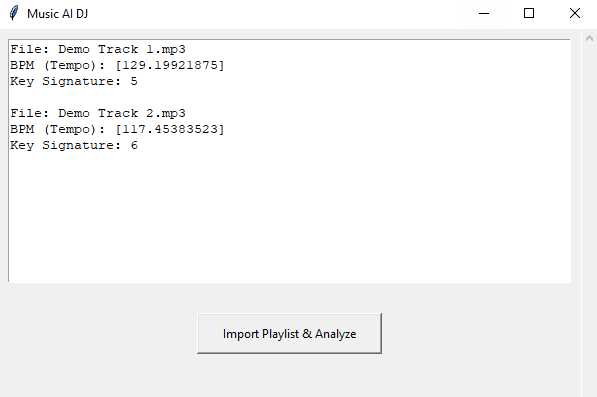 Music AI DJ
File: Demo Track 1.mp3
BPM (Tempo): [129.19921875]
Key Signature: 5
File: Demo Track 2.mp3
BPM (Tempo): [117.45383523]
Key Signature: 6
Import Playlist & Analyze